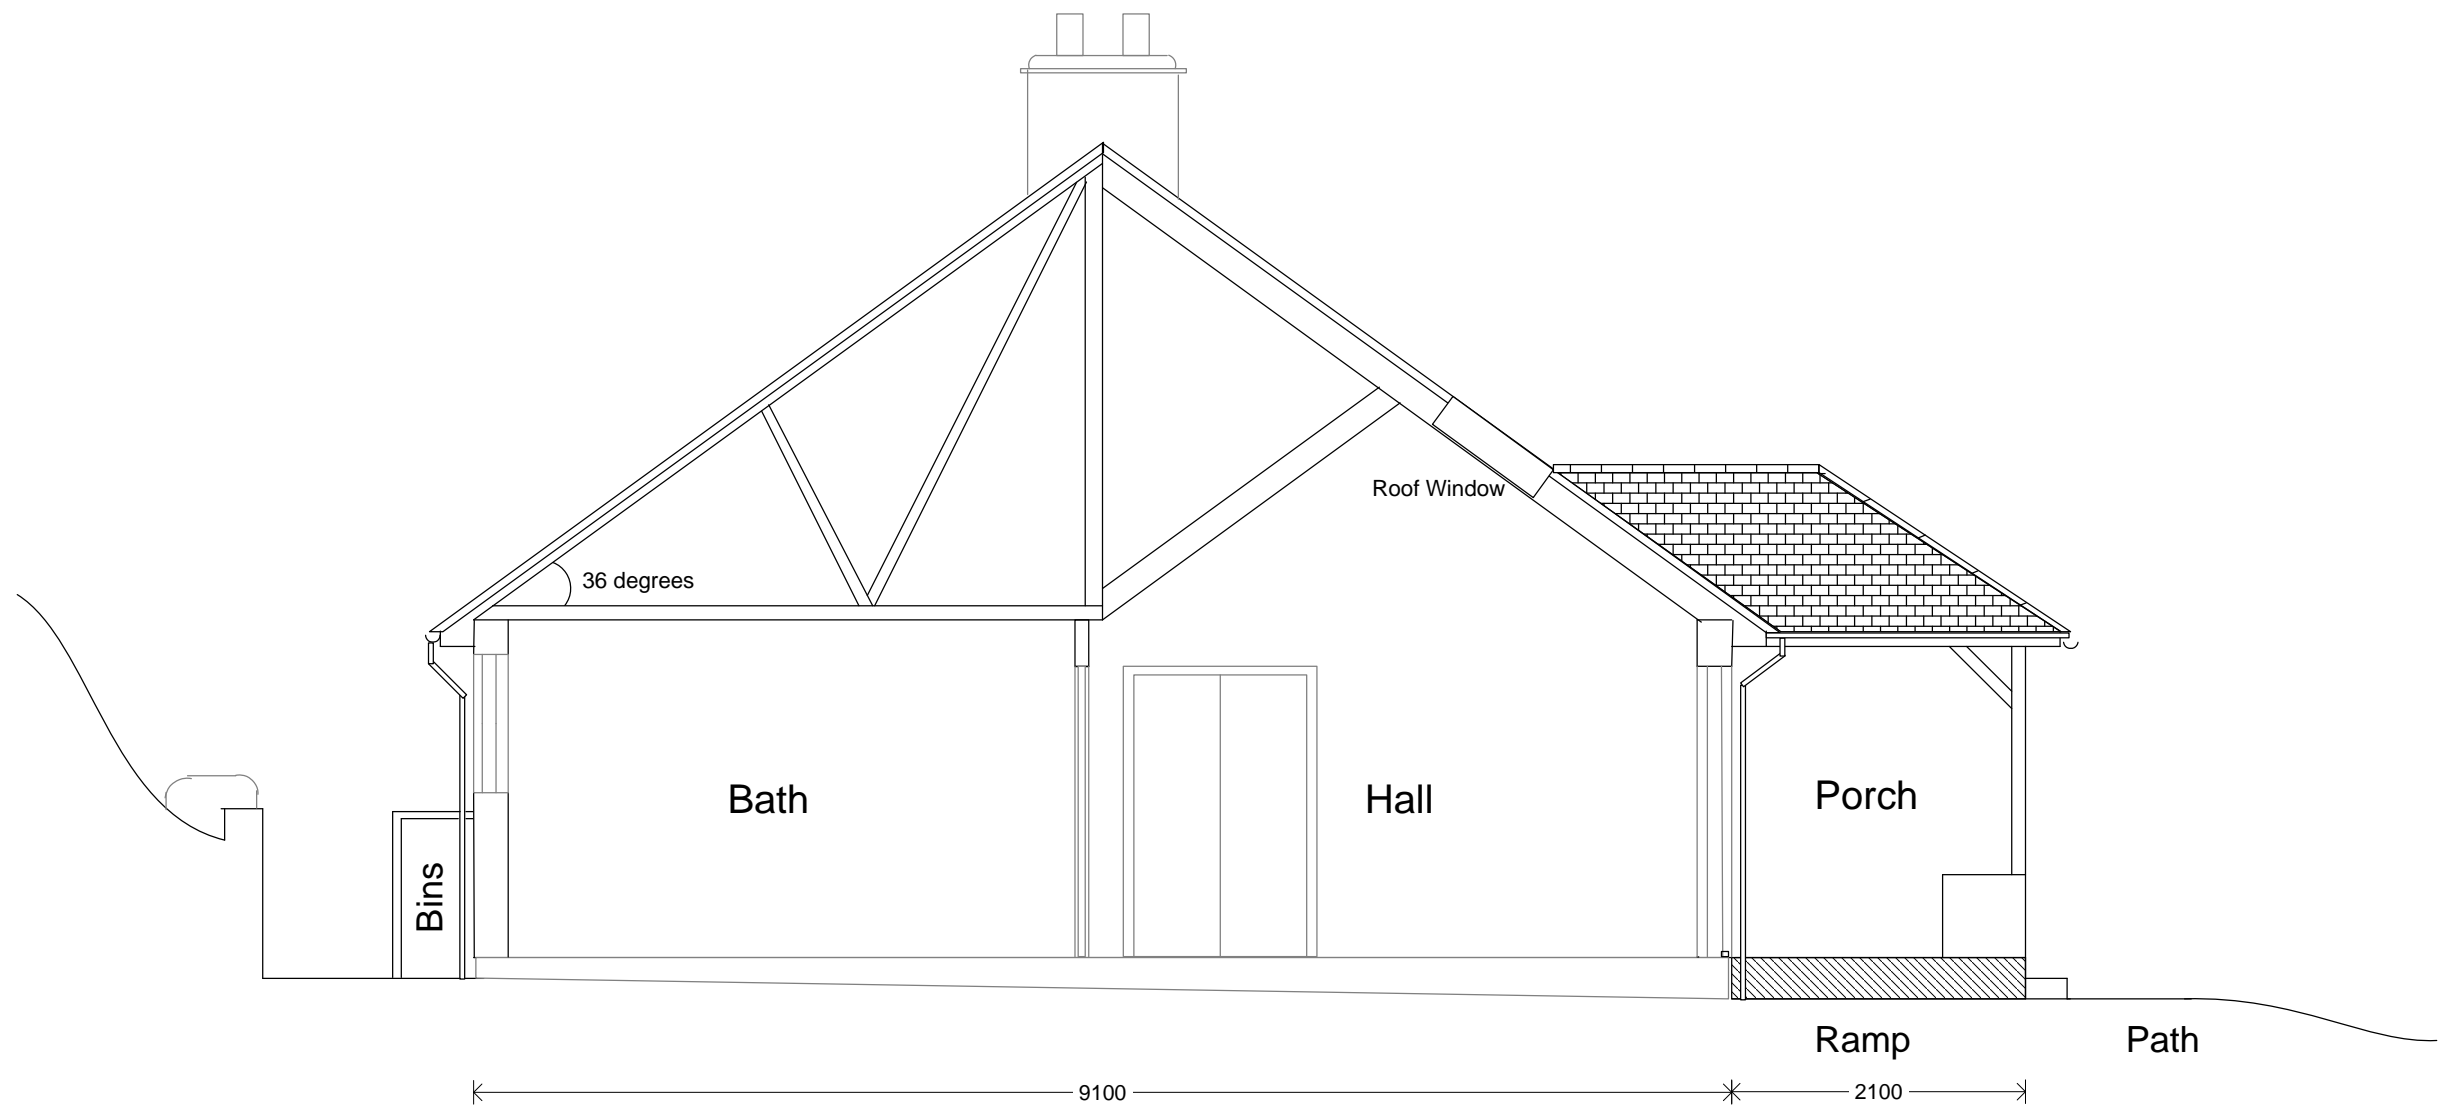 Roof Window
36 degrees
Bath
Hall
Porch
Bins
Ramp
Path
9100
2100